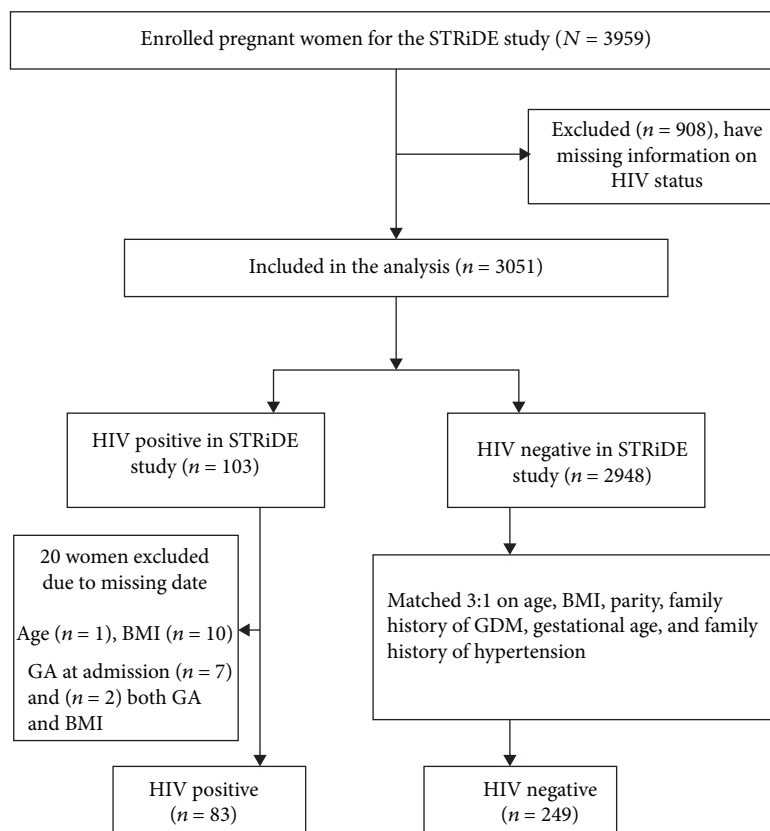 Enrolled pregnant women for the STRiDE study (N = 3959)
Excluded (n = 908), have
missing information on
HIV status
Included in the analysis (n = 3051)
HIV positive in STRiDE
study (n = 103)
HIV negative in STRiDE
study (n = 2948)
20 women excluded
due to missing date
Age (n = 1), BMI (n = 10)
GA at admission (n = 7)
and (n = 2) both GA
and BMI
Matched 3:1 on age, BMI, parity, family
history of GDM, gestational age, and family
history of hypertension
HIV positive
(n = 83)
HIV negative
(n = 249)